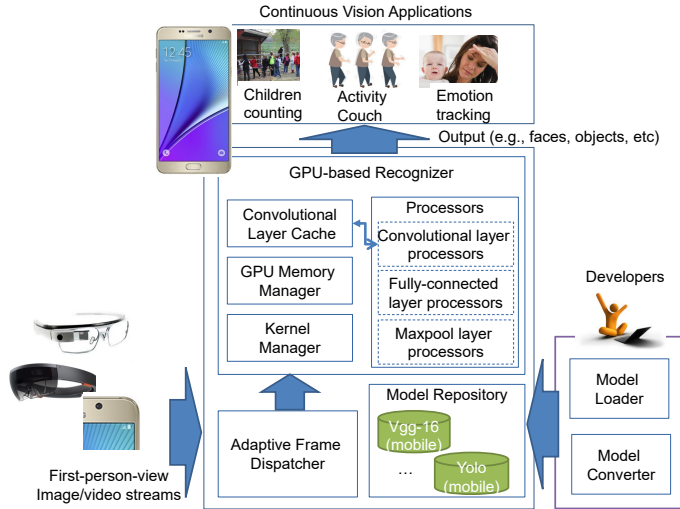 Continuous Vision Applications
12:45
Children
counting
Activity
Couch
Emotion
tracking
Output (e.g., faces, objects, etc)
GPU-based Recognizer
Convolutional
Layer Cache
GPU Memory
Manager
Kernel
Manager
Processors
Convolutional layer
processors
Fully-connected
layer processors
Maxpool layer
processors
Developers
Model
Loader
Model
Converter
First-person-view
Image/video streams
Adaptive Frame
Dispatcher
Model Repository
Vgg-16
(mobile)
...
Yolo
(mobile)